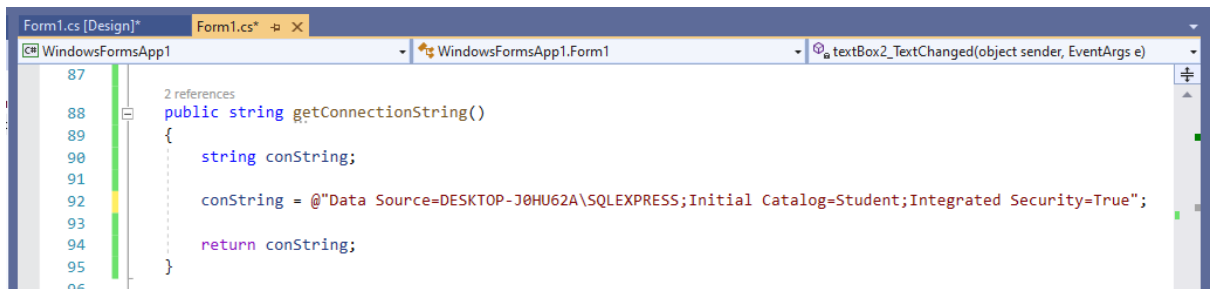 Form1.cs [Design]* Form1.cs*
C# WindowsFormsApp1 WindowsFormsApp1.Form1 textBox2_TextChanged(object sender, EventArgs e)
87
2 references
88 public string getConnectionString()
89 {
90 string conString;
91
92 conString = @"Data Source=DESKTOP-J0HU62A\SQLEXPRESS;Initial Catalog=Student;Integrated Security=True";
93
94 return conString;
95 }
96